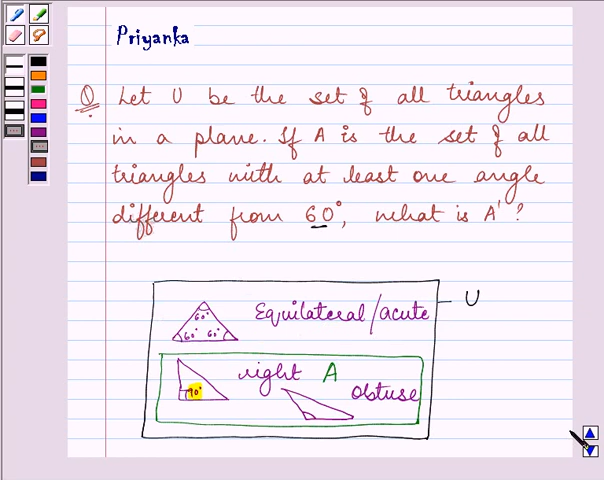 Priyanka
Q Let U be the set of all triangles
in a plane. If A is the set of all
triangles with at least one angle
different from 60°, what is A'?
U
60° Equilateral/acute
60° 60°
right A
90° obtuse